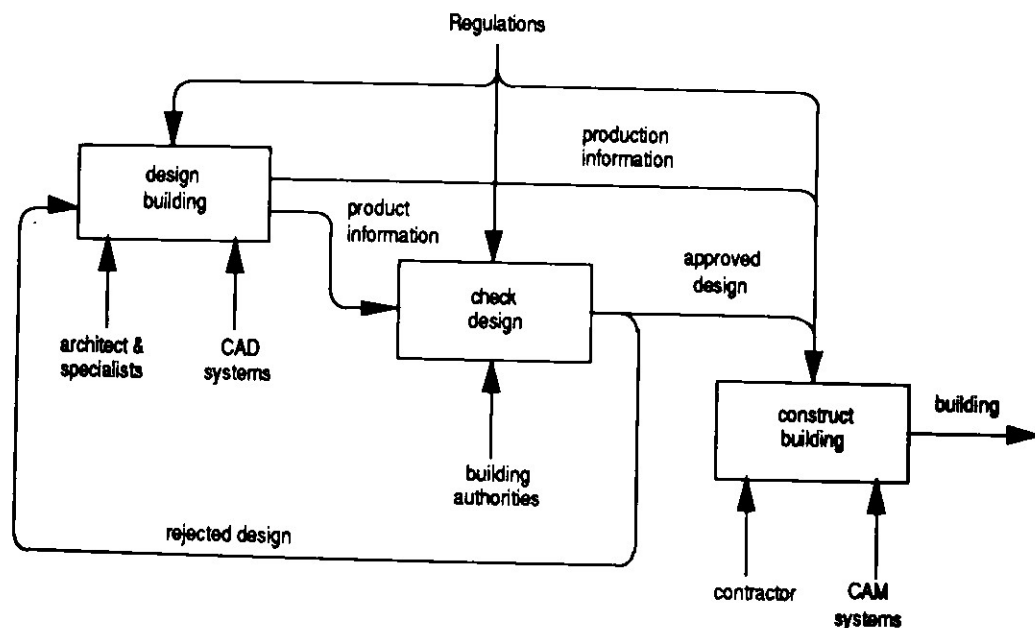 Regulations
production
information
design
building
product
information
approved
design
check
design
architect &
specialists
CAD
systems
building
construct
building
building
authorities
rejected design
contractor
CAM
systems